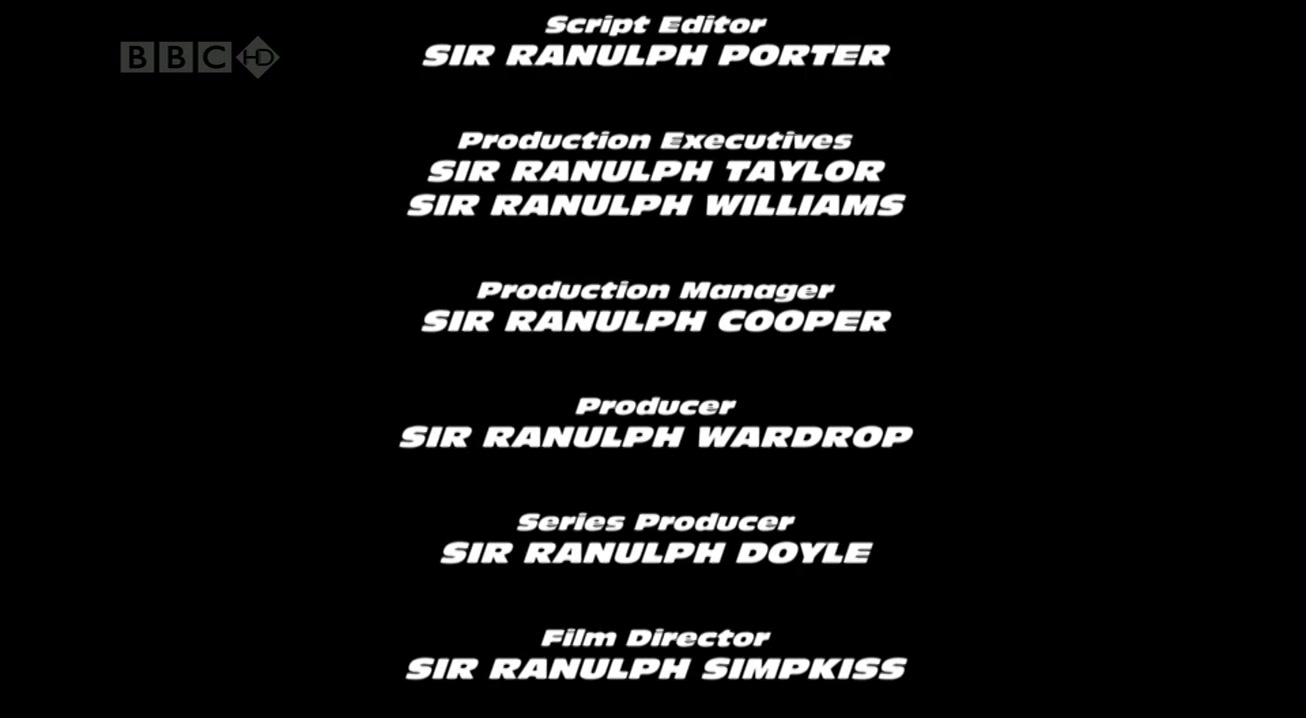 BBC HD
Script Editor
SIR RANULPH PORTER
Production Executives
SIR RANULPH TAYLOR
SIR RANULPH WILLIAMS
Production Manager
SIR RANULPH COOPER
Producer
SIR RANULPH WARDROP
Series Producer
SIR RANULPH DOYLE
Film Director
SIR RANULPH SIMPKISS